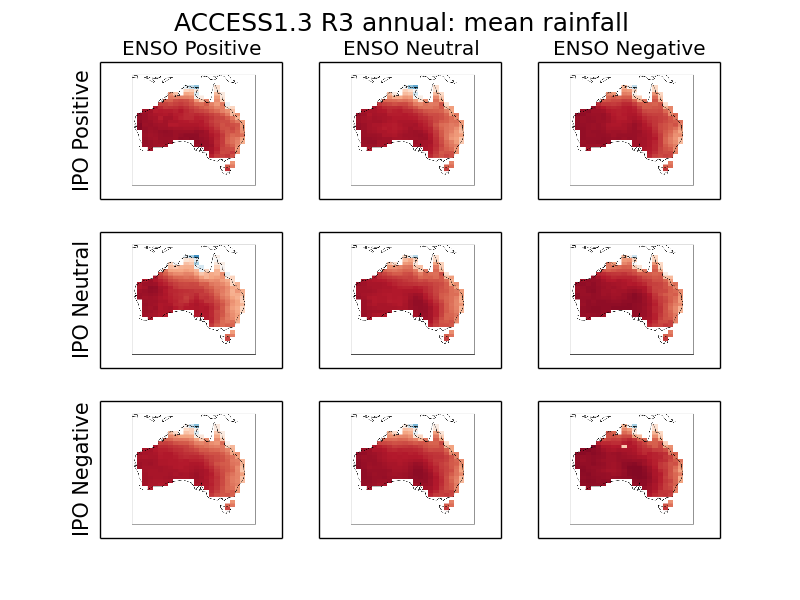 ACCESS1.3 R3 annual: mean rainfall
ENSO Positive
ENSO Neutral
ENSO Negative
IPO Positive
IPO Neutral
IPO Negative